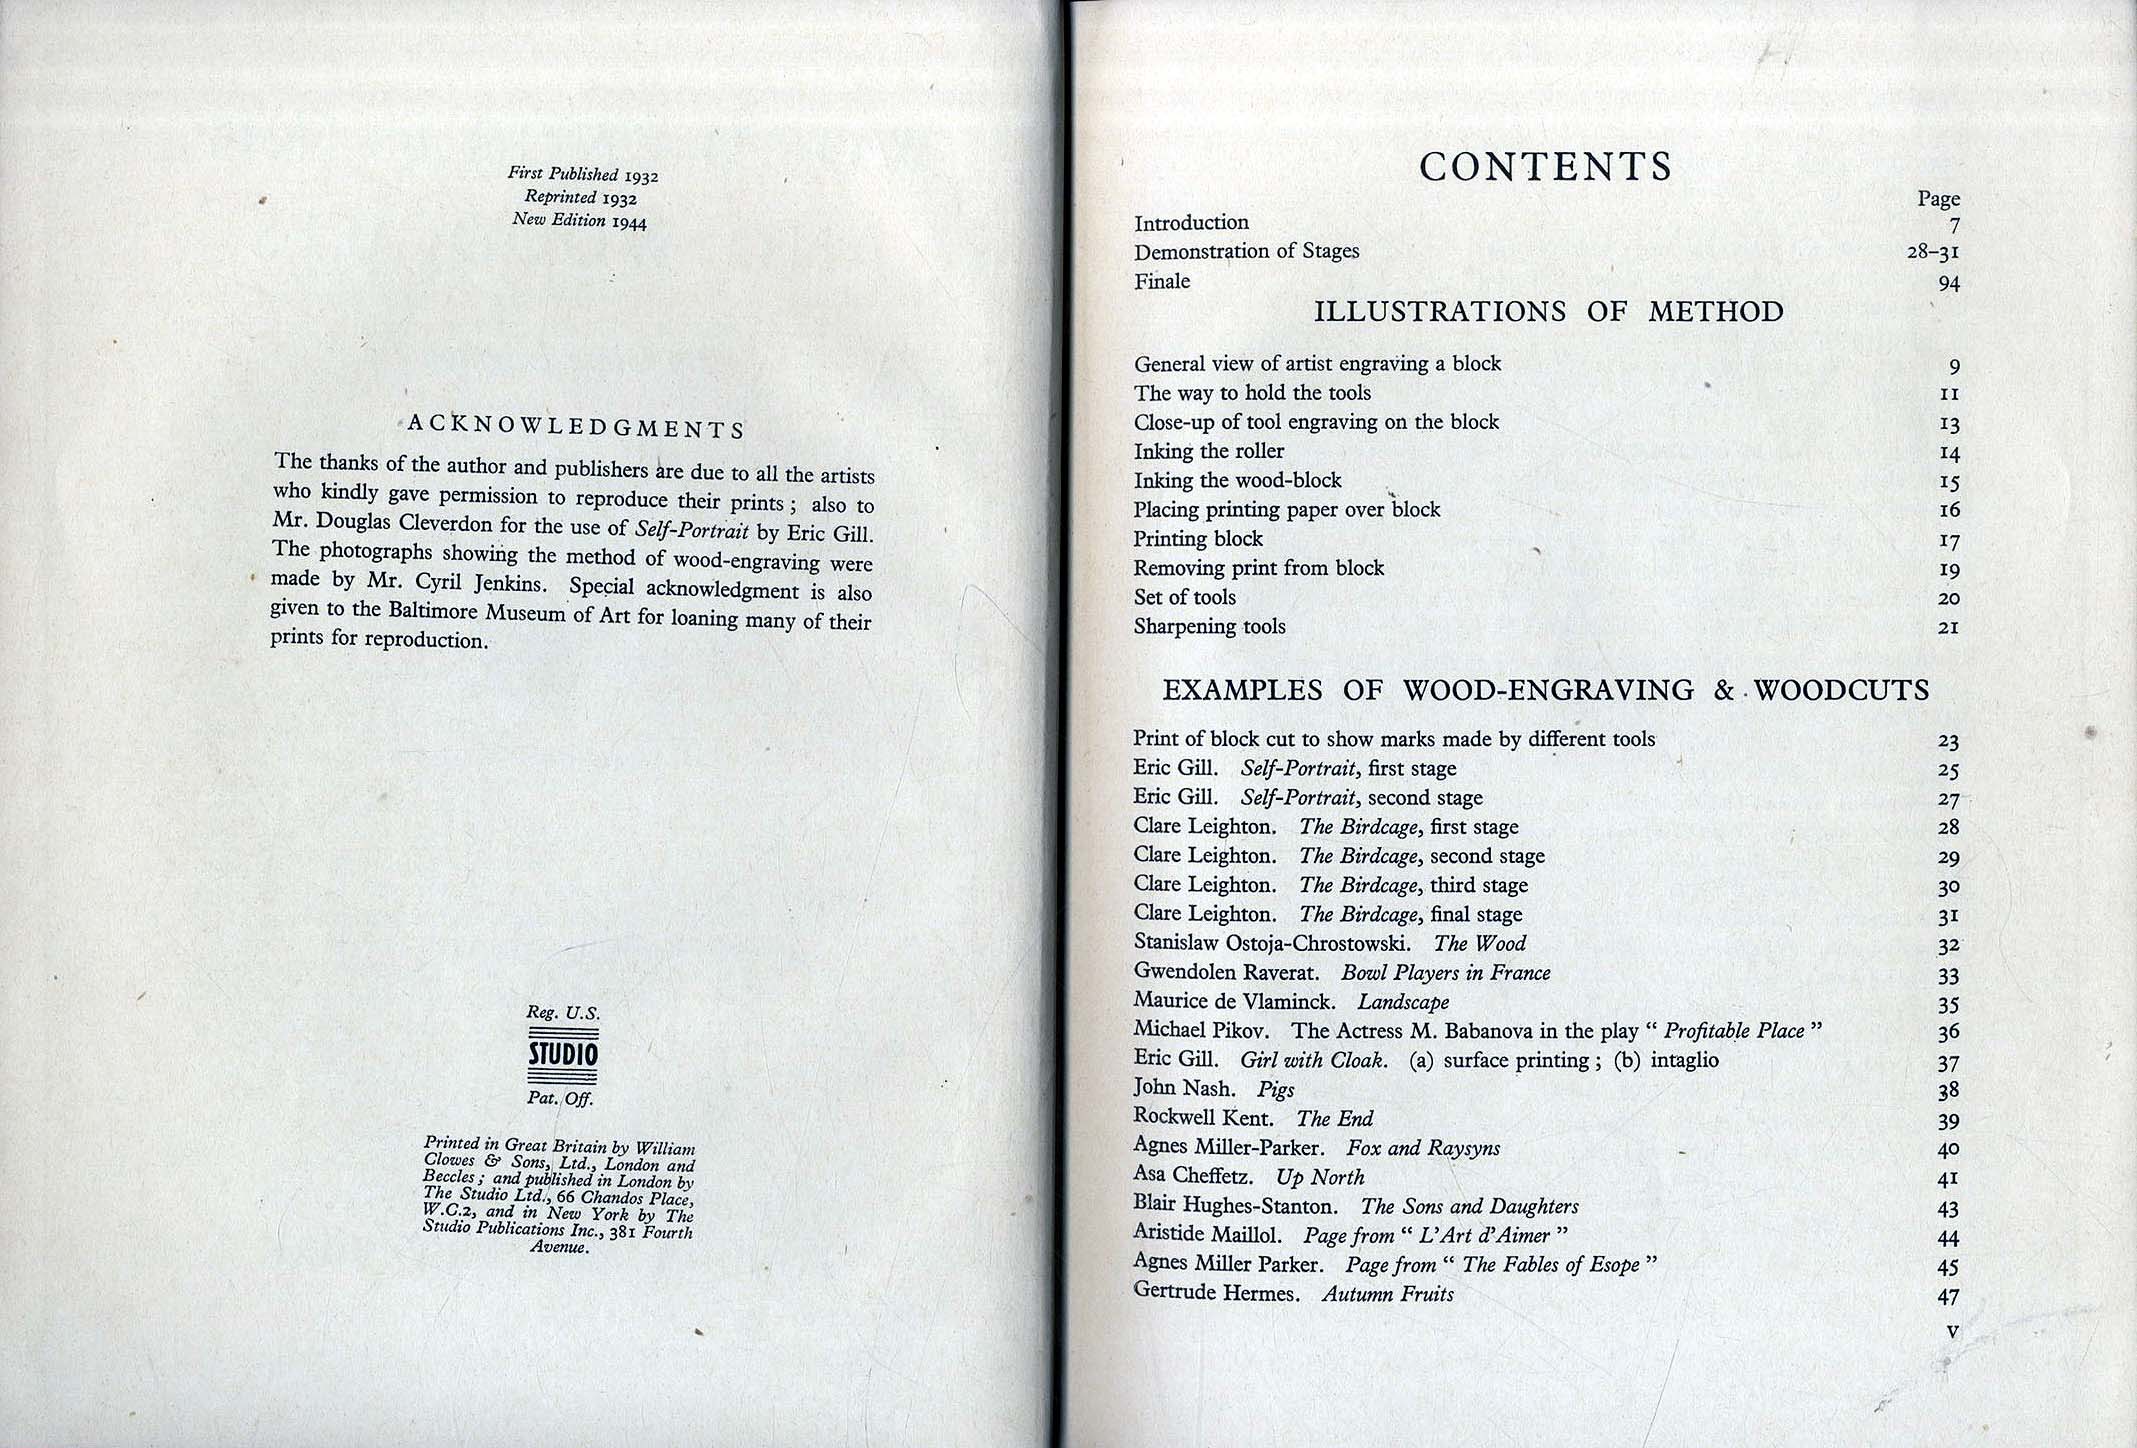 First Published 1932
Reprinted 1932
New Edition 1944
ACKNOWLEDGMENTS
The thanks of the author and publishers are due to all the artists
who kindly gave permission to reproduce their prints ; also to
Mr. Douglas Cleverdon for the use of Self-Portrait by Eric Gill.
The photographs showing the method of wood-engraving were
made by Mr. Cyril Jenkins. Special acknowledgment is also
given to the Baltimore Museum of Art for loaning many of their
prints for reproduction.
Reg. U.S.
STUDIO
Pat. Off.
Printed in Great Britain by William
Clowes & Sons, Ltd., London and
Beccles ; and published in London by
The Studio Ltd., 66 Chandos Place,
W.C.2, and in New York by The
Studio Publications Inc., 381 Fourth
Avenue.
CONTENTS
Page
Introduction 7
Demonstration of Stages 28–31
Finale 94
ILLUSTRATIONS OF METHOD
General view of artist engraving a block 9
The way to hold the tools 11
Close-up of tool engraving on the block 13
Inking the roller 14
Inking the wood-block 15
Placing printing paper over block 16
Printing block 17
Removing print from block 19
Set of tools 20
Sharpening tools 21
EXAMPLES OF WOOD-ENGRAVING & WOODCUTS
Print of block cut to show marks made by different tools 23
Eric Gill. Self-Portrait, first stage 25
Eric Gill. Self-Portrait, second stage 27
Clare Leighton. The Birdcage, first stage 28
Clare Leighton. The Birdcage, second stage 29
Clare Leighton. The Birdcage, third stage 30
Clare Leighton. The Birdcage, final stage 31
Stanislaw Ostoja-Chrostowski. The Wood 32
Gwendolen Raverat. Bowl Players in France 33
Maurice de Vlaminck. Landscape 35
Michael Pikov. The Actress M. Babanova in the play “ Profitable Place ” 36
Eric Gill. Girl with Cloak. (a) surface printing ; (b) intaglio 37
John Nash. Pigs 38
Rockwell Kent. The End 39
Agnes Miller-Parker. Fox and Raysyns 40
Asa Cheffetz. Up North 41
Blair Hughes-Stanton. The Sons and Daughters 43
Aristide Maillol. Page from “ L’Art d’Aimer ” 44
Agnes Miller Parker. Page from “ The Fables of Esope ” 45
Gertrude Hermes. Autumn Fruits 47
v